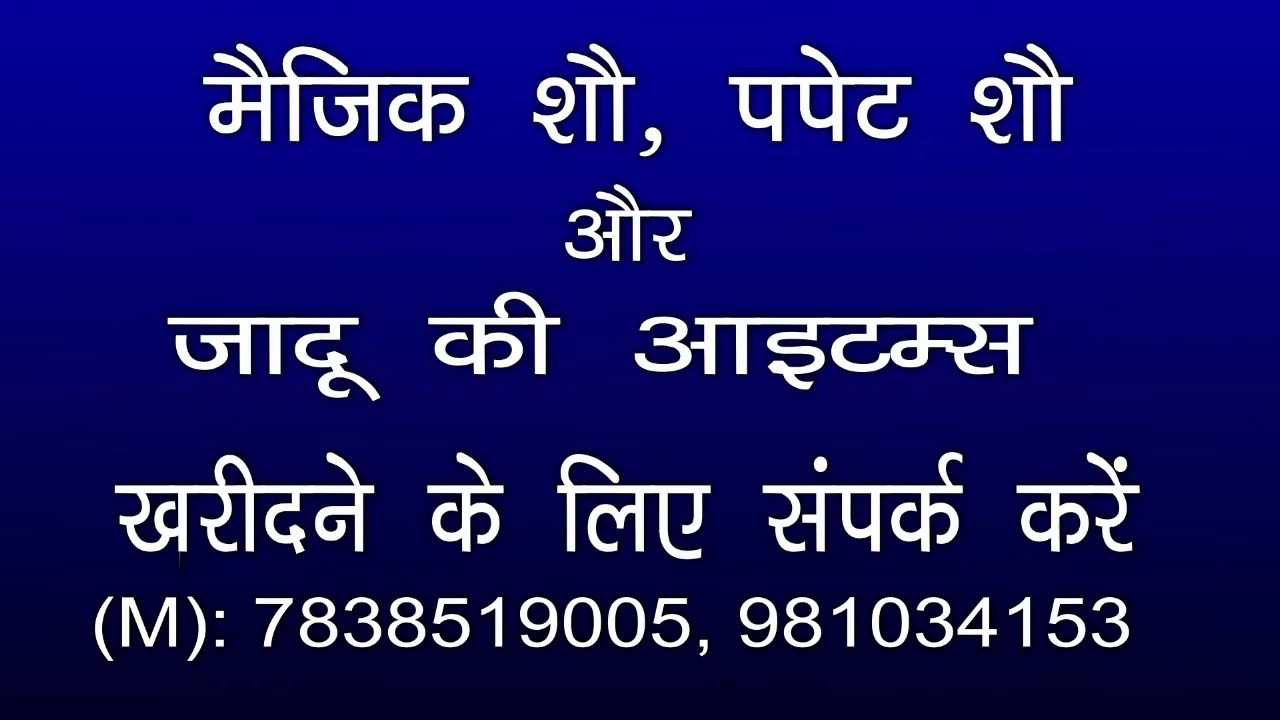 मैजिक शौ, पपेट शौ
और
जादू की आइटम्स
खरीदने के लिए संपर्क करें
(M): 7838519005, 981034153